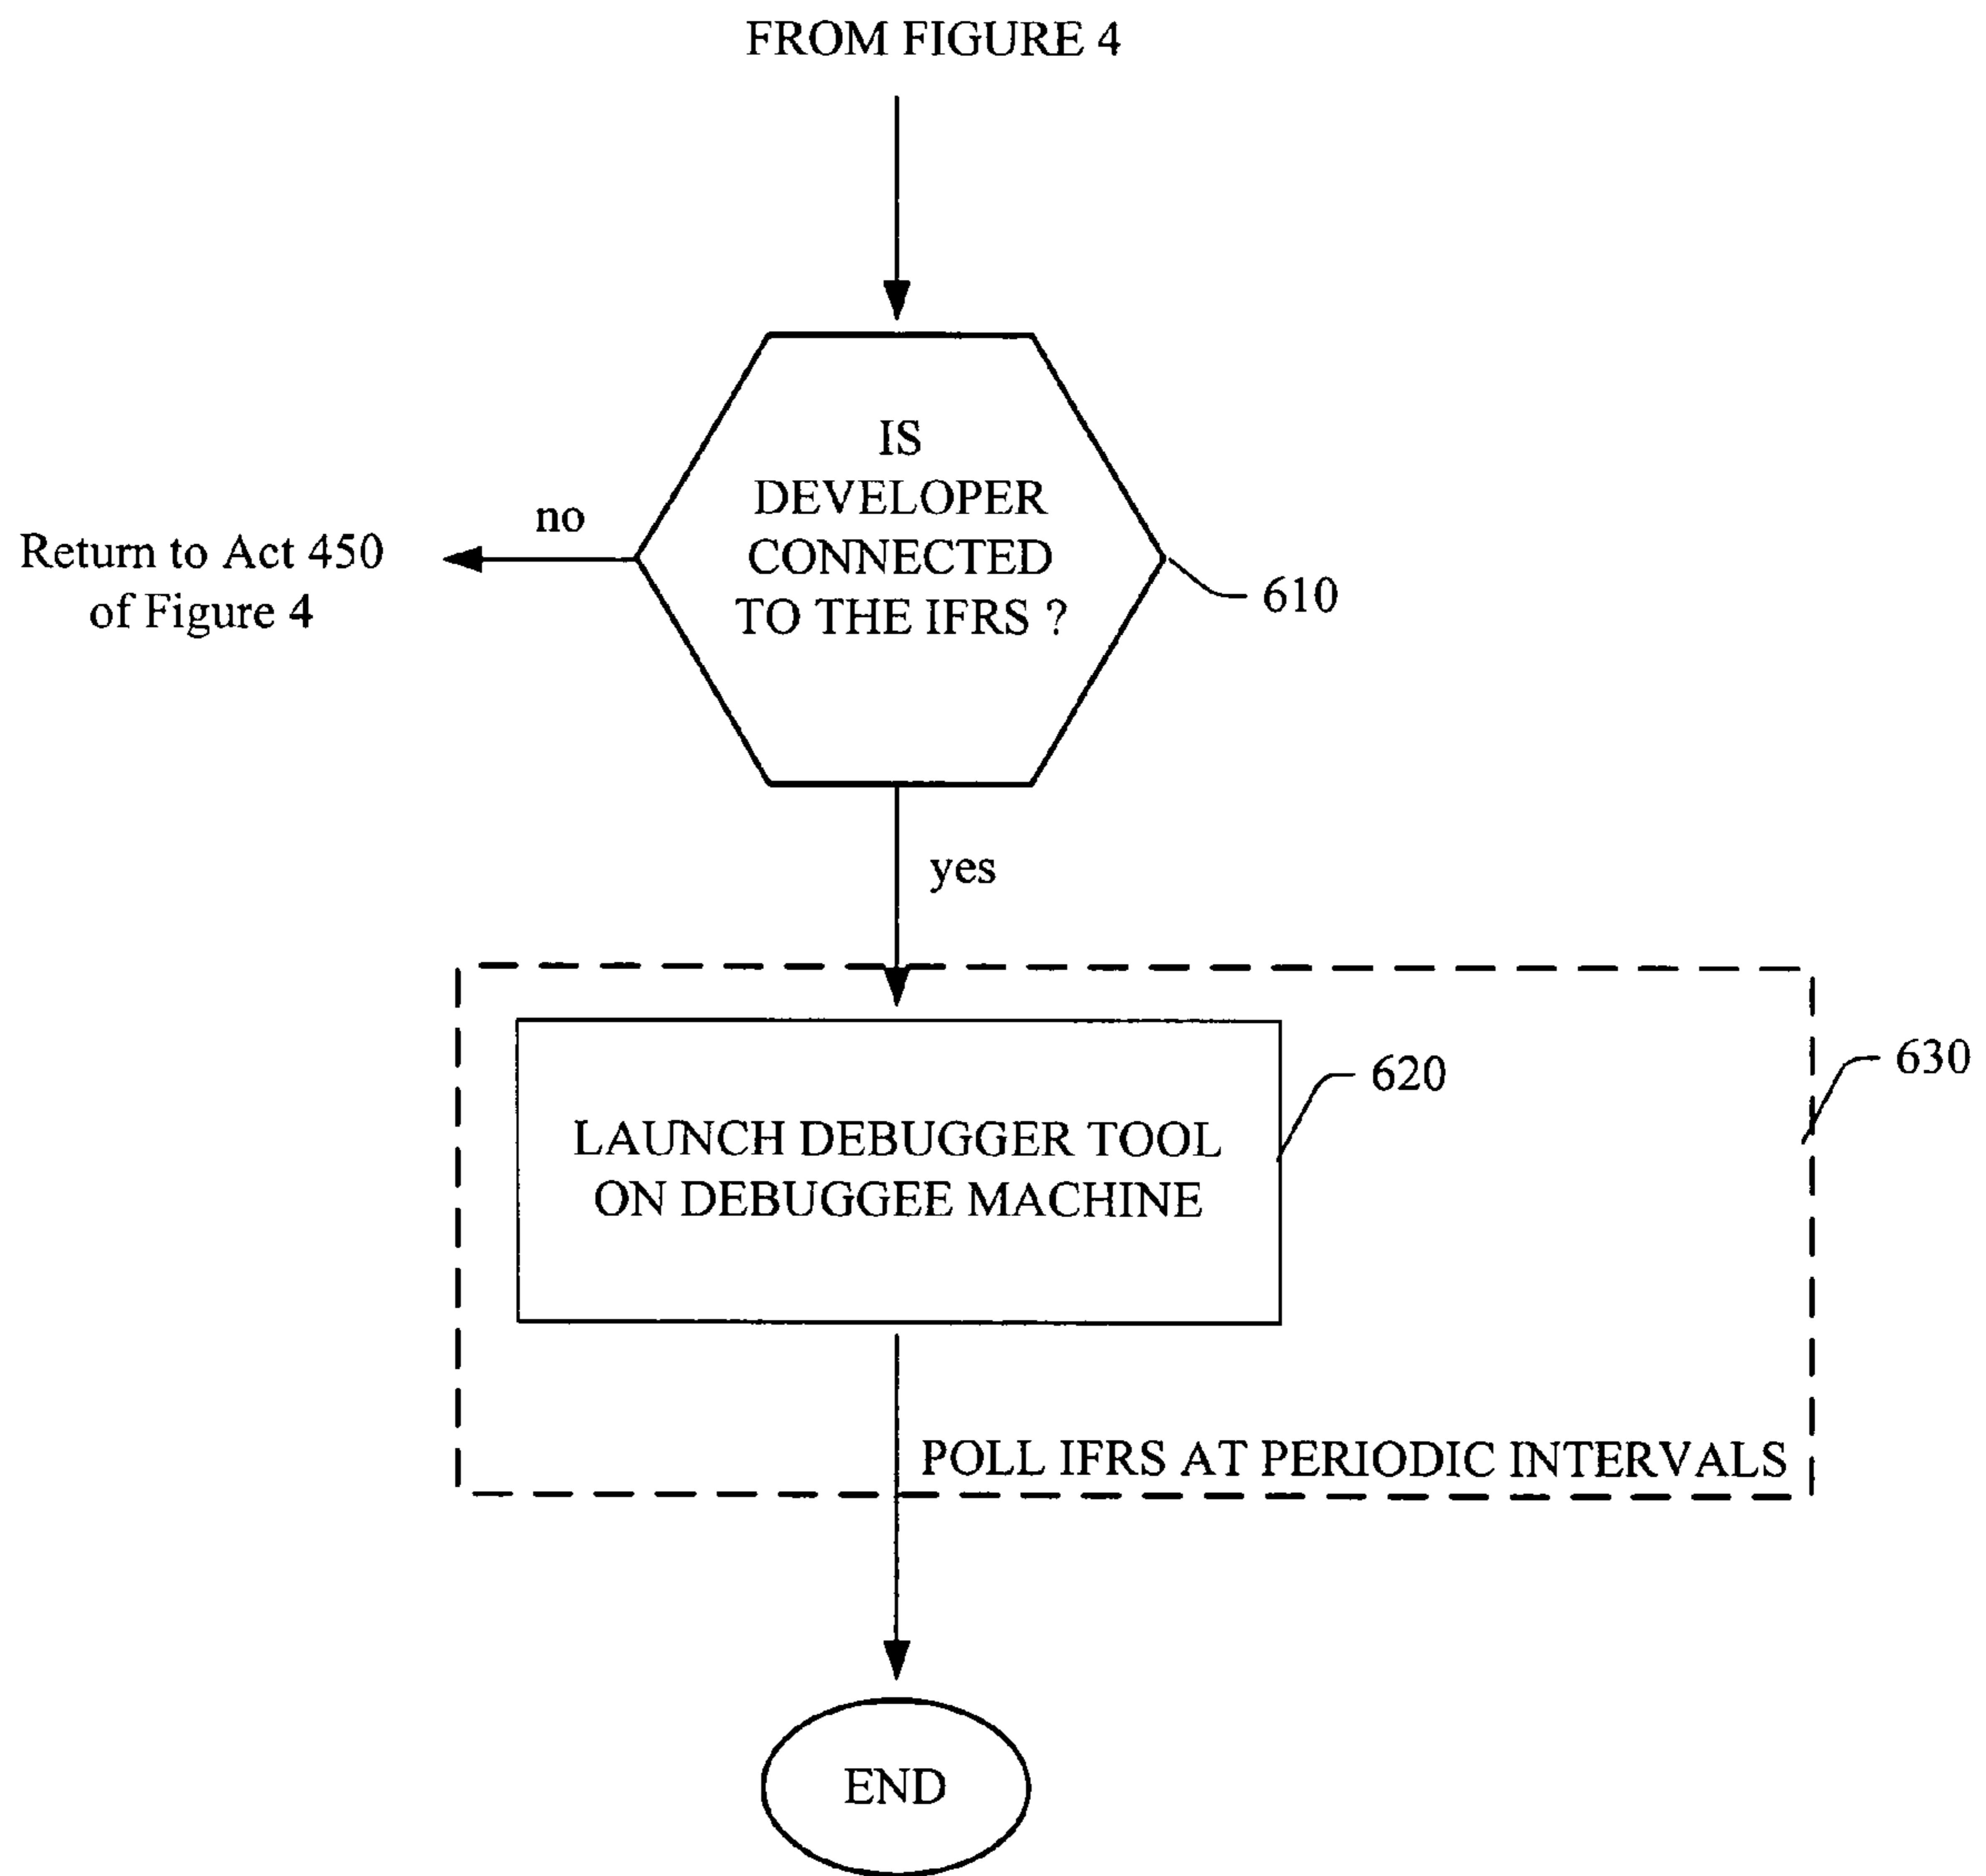 FROM FIGURE 4
IS
DEVELOPER
CONNECTED
TO THE IFRS ?
no
Return to Act 450
of Figure 4
610
yes
620
630
LAUNCH DEBUGGER TOOL
ON DEBUGGEE MACHINE
POLL IFRS AT PERIODIC INTERVALS
END